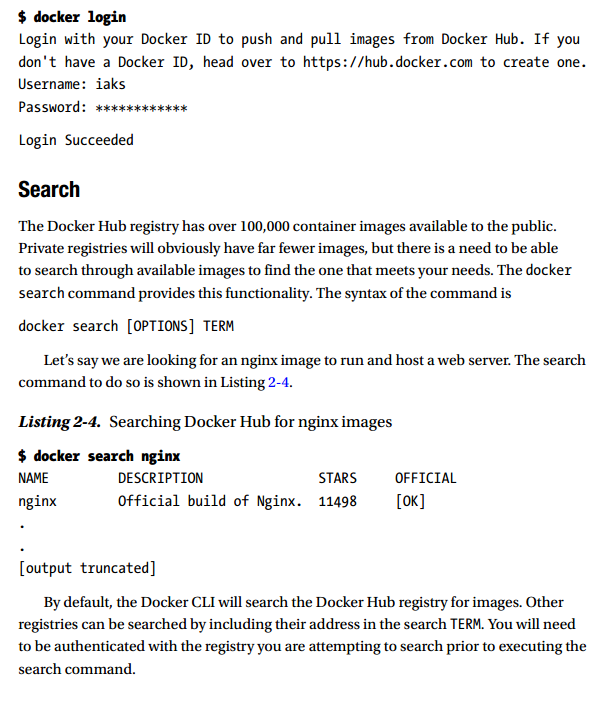 $ docker login
Login with your Docker ID to push and pull images from Docker Hub. If you
don't have a Docker ID, head over to https://hub.docker.com to create one.
Username: iaks
Password: ************
Login Succeeded
Search
The Docker Hub registry has over 100,000 container images available to the public.
Private registries will obviously have far fewer images, but there is a need to be able
to search through available images to find the one that meets your needs. The docker
search command provides this functionality. The syntax of the command is
docker search [OPTIONS] TERM
Let’s say we are looking for an nginx image to run and host a web server. The search
command to do so is shown in Listing 2-4.
Listing 2-4. Searching Docker Hub for nginx images
$ docker search nginx
NAME DESCRIPTION STARS OFFICIAL
nginx Official build of Nginx. 11498 [OK]
.
.
[output truncated]
By default, the Docker CLI will search the Docker Hub registry for images. Other
registries can be searched by including their address in the search TERM. You will need
to be authenticated with the registry you are attempting to search prior to executing the
search command.